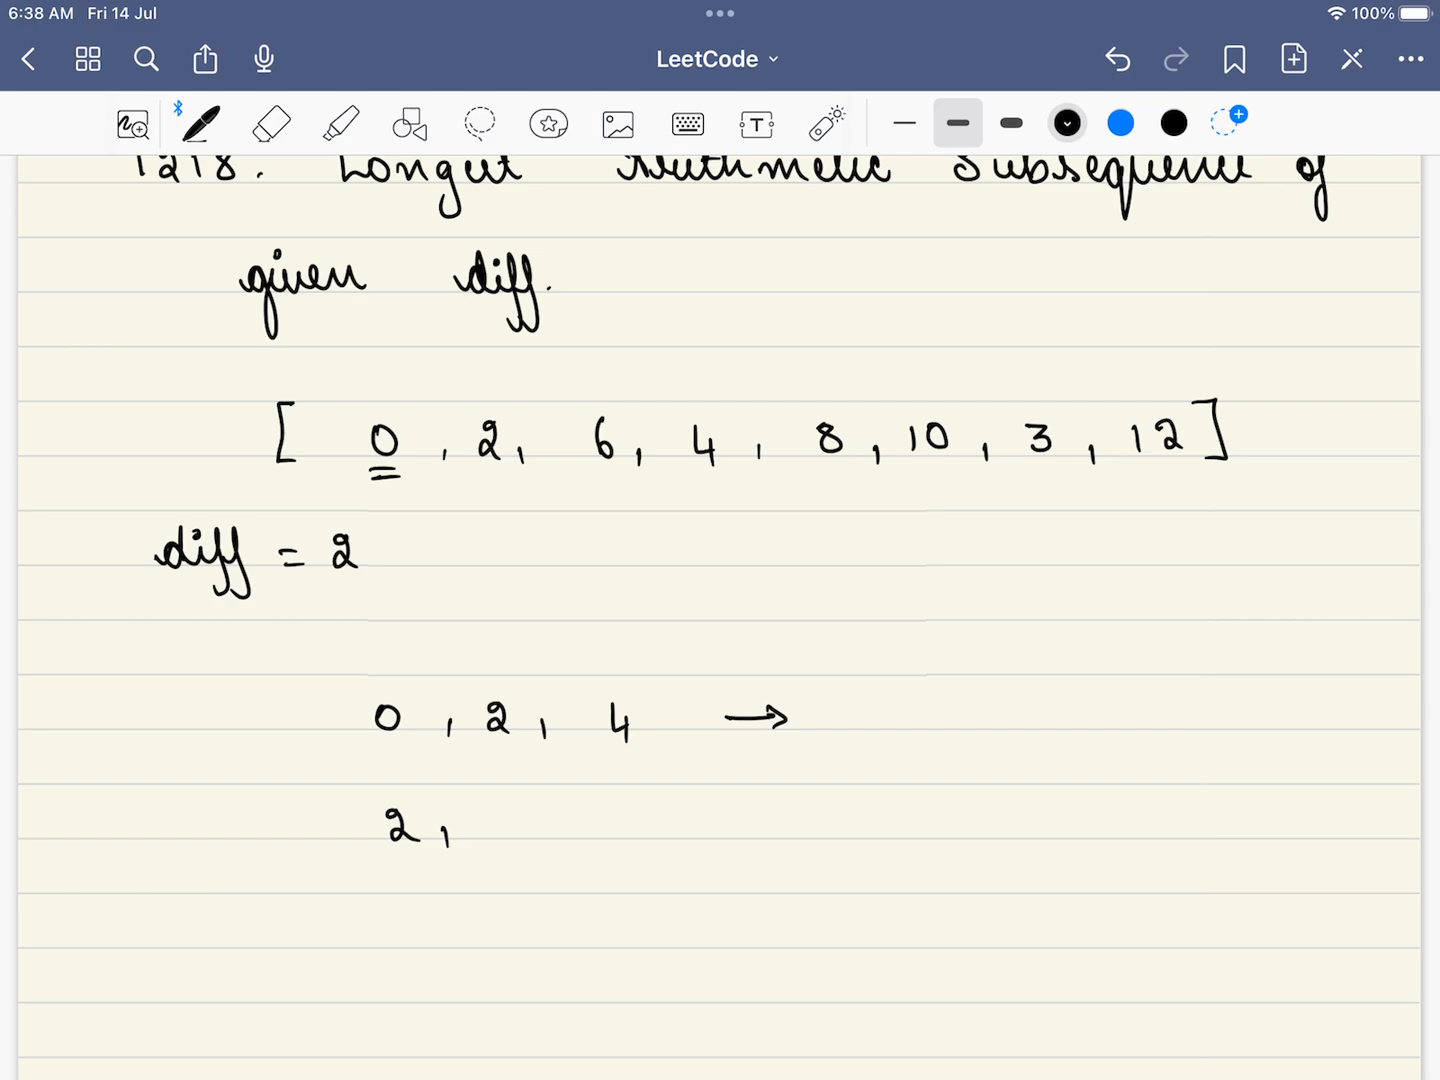 6:38 AM Fri 14 Jul
100%
LeetCode
T
1218. Longest Arithmetic Subsequence of
given diff.
[ 0, 2, 6, 4, 8, 10, 3, 12]
diff = 2
0, 2, 4 →
2,